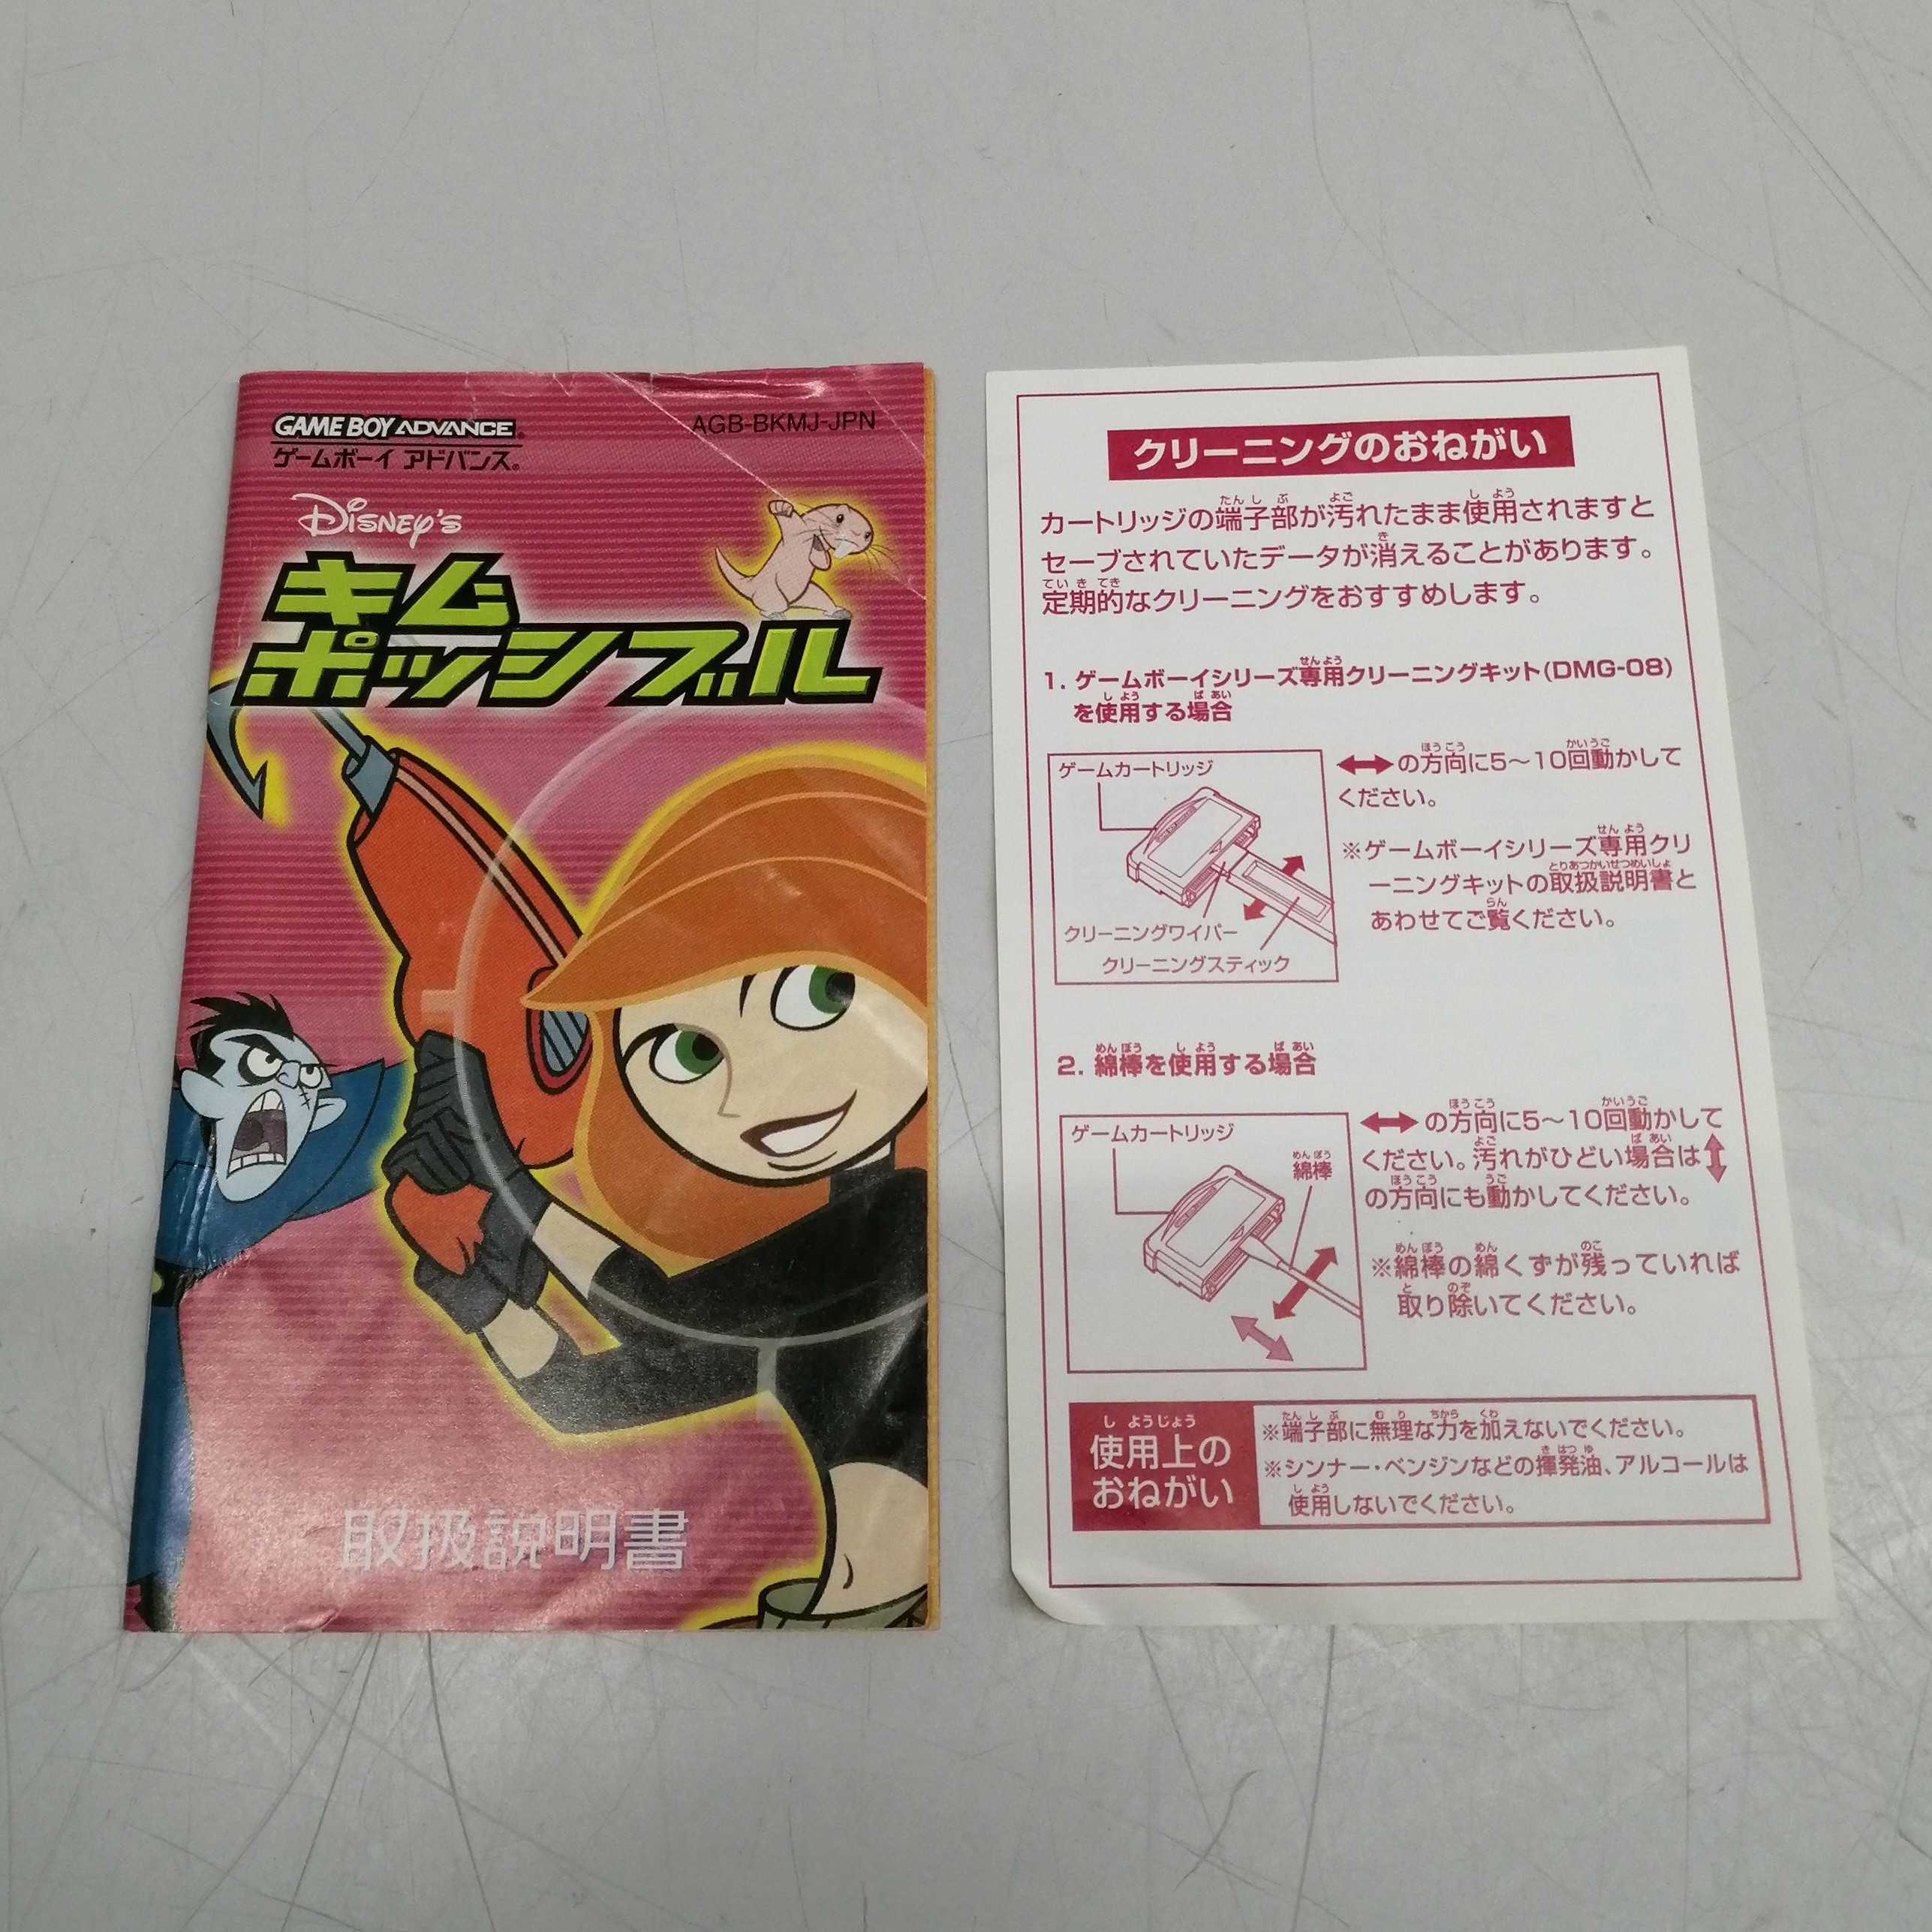 GAME BOY ADVANCE
ゲームボーイ アドバンス
AGB-BKMJ-JPN
Disney's
キム
ポッシブル
取扱説明書
クリーニングのおねがい
カートリッジの端子部が汚れたまま使用されますと
セーブされていたデータが消えることがあります。
定期的なクリーニングをおすすめします。
1. ゲームボーイシリーズ専用クリーニングキット(DMG-08)
を使用する場合
ゲームカートリッジ
クリーニングワイパー
クリーニングスティック
↔の方向に5〜10回動かして
ください。
※ゲームボーイシリーズ専用クリ
ーニングキットの取扱説明書と
あわせてご覧ください。
2. 綿棒を使用する場合
ゲームカートリッジ
綿棒
↔の方向に5〜10回動かして
ください。汚れがひどい場合は↕
の方向にも動かしてください。
※綿棒の綿くずが残っていれば
取り除いてください。
使用上の
おねがい
※端子部に無理な力を加えないでください。
※シンナー・ベンジンなどの揮発油、アルコールは
使用しないでください。